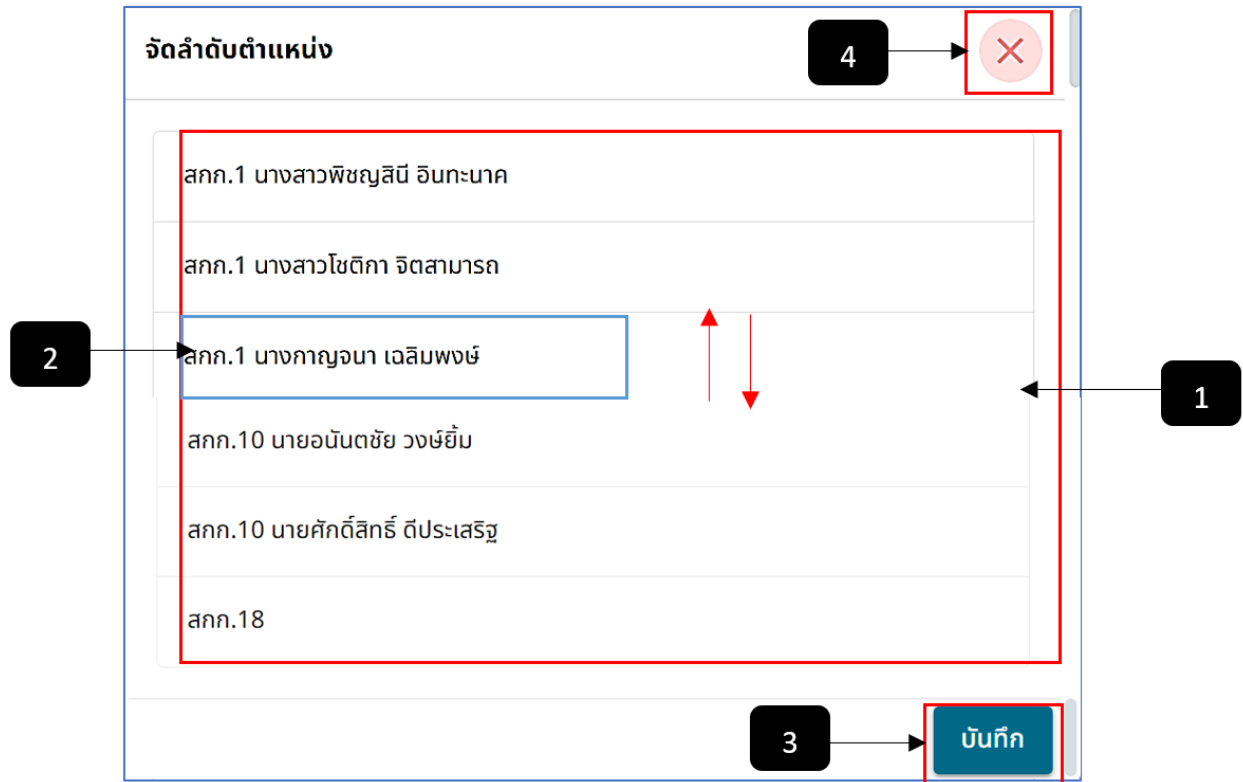 จัดลำดับตำแหน่ง
4
สกก.1 นางสาวพิชญสินี อินทะนาค
สกก.1 นางสาวโชติกา จิตสามารถ
2
สกก.1 นางกาญจนา เฉลิมพงษ์
1
สกก.10 นายอนันตชัย วงษ์ยิ้ม
สกก.10 นายศักดิ์สิทธิ์ ดีประเสริฐ
สกก.18
3
บันทึก